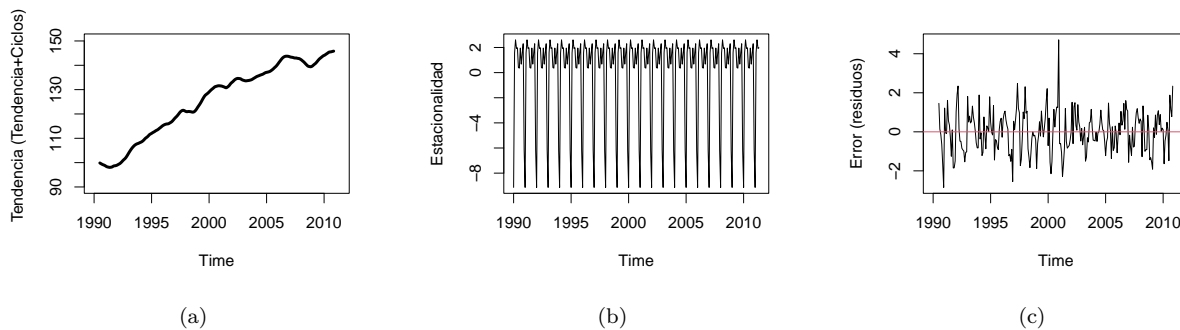 Tendencia (Tendencia+Ciclos)
90 110 130 150
1990 1995 2000 2005 2010
Time
(a)
Estacionalidad
−8 −4 0 2
1990 1995 2000 2005 2010
Time
(b)
Error (residuos)
−2 0 2 4
1990 1995 2000 2005 2010
Time
(c)